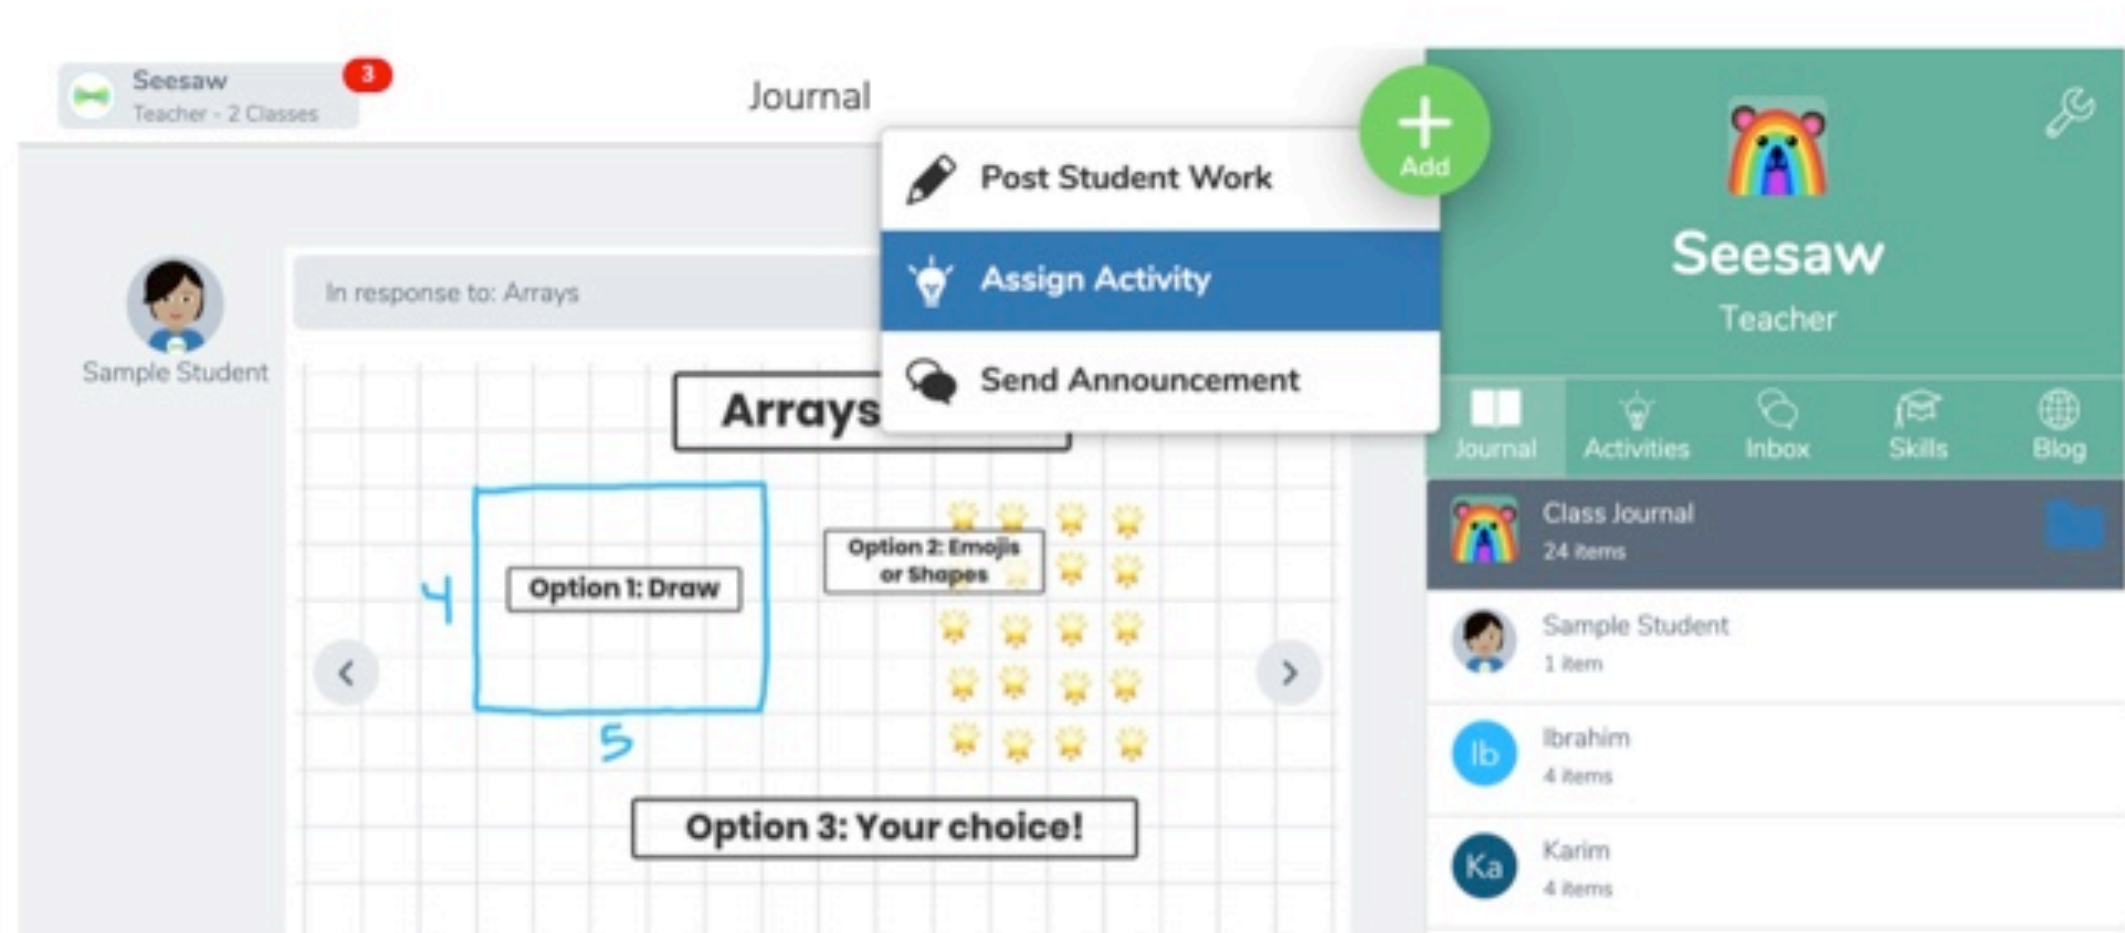 Seesaw
Teacher - 2 Classes
3
Journal
Add
Post Student Work
Assign Activity
Send Announcement
Seesaw
Teacher
Journal
Activities
Inbox
Skills
Blog
Sample Student
In response to: Arrays
Arrays
4
Option 1: Draw
5
Option 2: Emojis
or Shapes
Option 3: Your choice!
Class Journal
24 items
Sample Student
1 item
Ib
Ibrahim
4 items
Ka
Karim
4 items